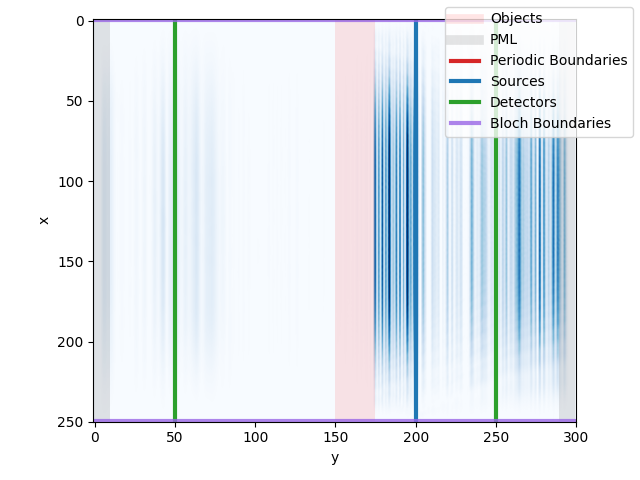 Objects
PML
Periodic Boundaries
Sources
Detectors
Bloch Boundaries
0
50
100
150
200
250
x
0
50
100
150
200
250
300
y